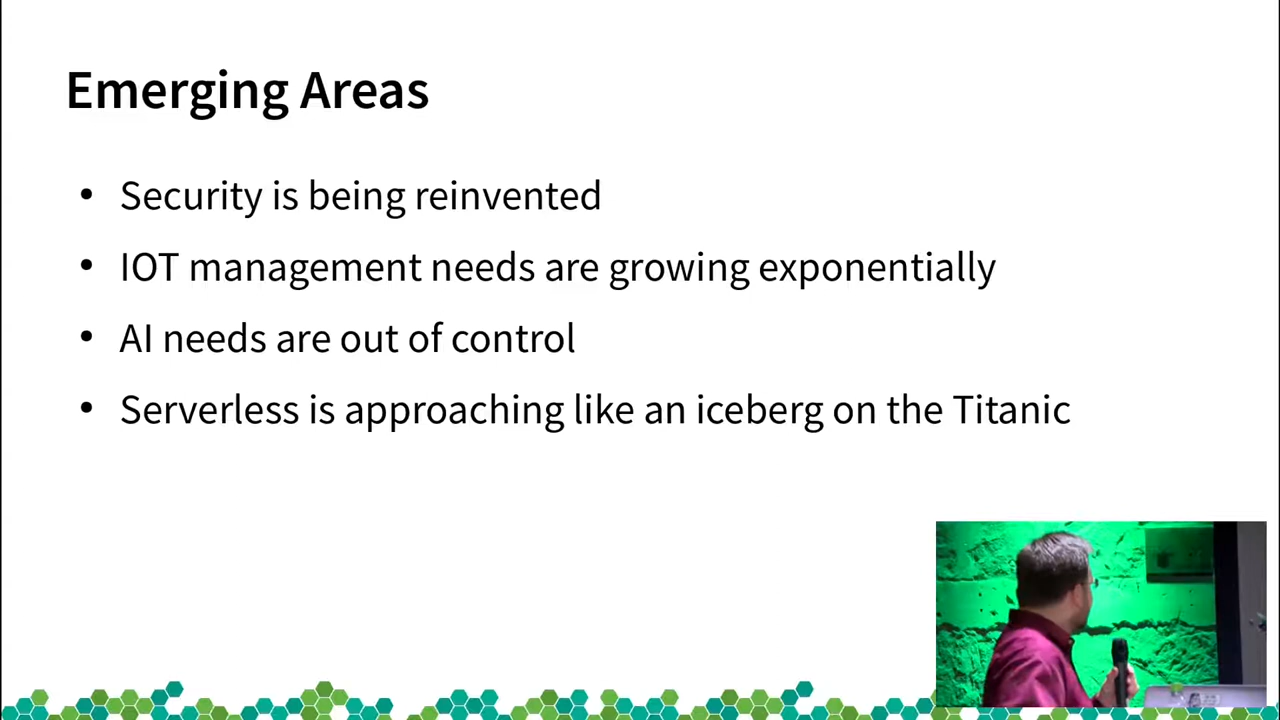 Emerging Areas
• Security is being reinvented
• IOT management needs are growing exponentially
• AI needs are out of control
• Serverless is approaching like an iceberg on the Titanic